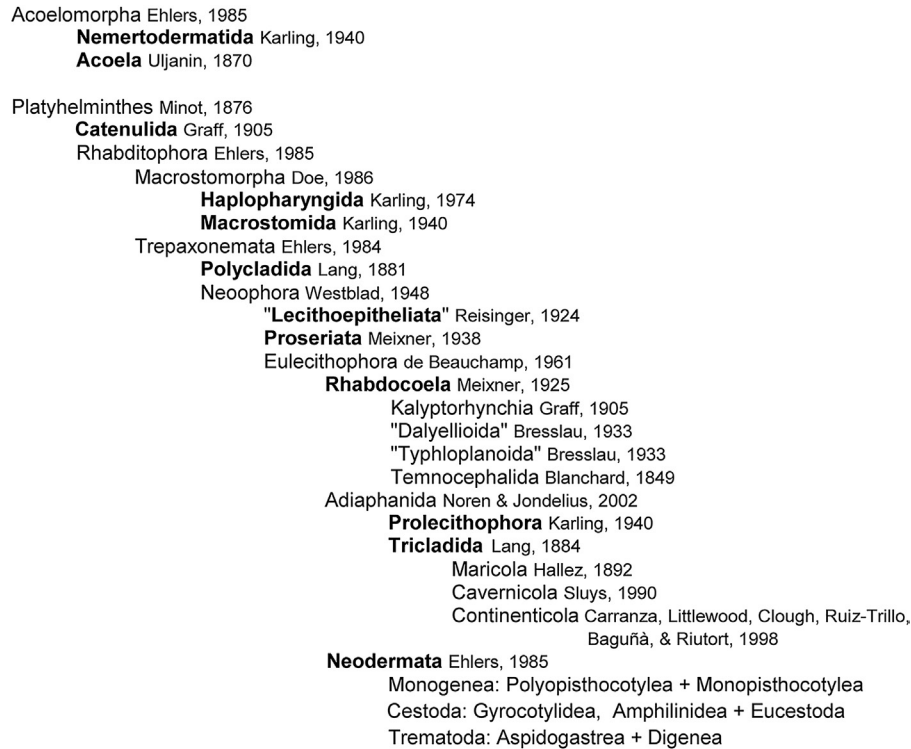 Acoelomorpha Ehlers, 1985
Nemertodermatida Karling, 1940
Acoela Uljanin, 1870
Platyhelminthes Minot, 1876
Catenulida Graff, 1905
Rhabditophora Ehlers, 1985
Macrostomorpha Doe, 1986
Haplopharyngida Karling, 1974
Macrostomida Karling, 1940
Trepaxonemata Ehlers, 1984
Polycladida Lang, 1881
Neoophora Westblad, 1948
"Lecithoepitheliata" Reisinger, 1924
Proseriata Meixner, 1938
Eulecithophora de Beauchamp, 1961
Rhabdocoela Meixner, 1925
Kalyptorhynchia Graff, 1905
"Dalyellioida" Bresslau, 1933
"Typhloplanoida" Bresslau, 1933
Temnocephalida Blanchard, 1849
Adiaphanida Noren & Jondelius, 2002
Prolecithophora Karling, 1940
Tricladida Lang, 1884
Maricola Hallez, 1892
Cavernicola Sluys, 1990
Continenticola Carranza, Littlewood, Clough, Ruiz-Trillo,
Baguñà, & Riutort, 1998
Neodermata Ehlers, 1985
Monogenea: Polyopisthocotylea + Monopisthocotylea
Cestoda: Gyrocotylidea, Amphilinidea + Eucestoda
Trematoda: Aspidogastrea + Digenea